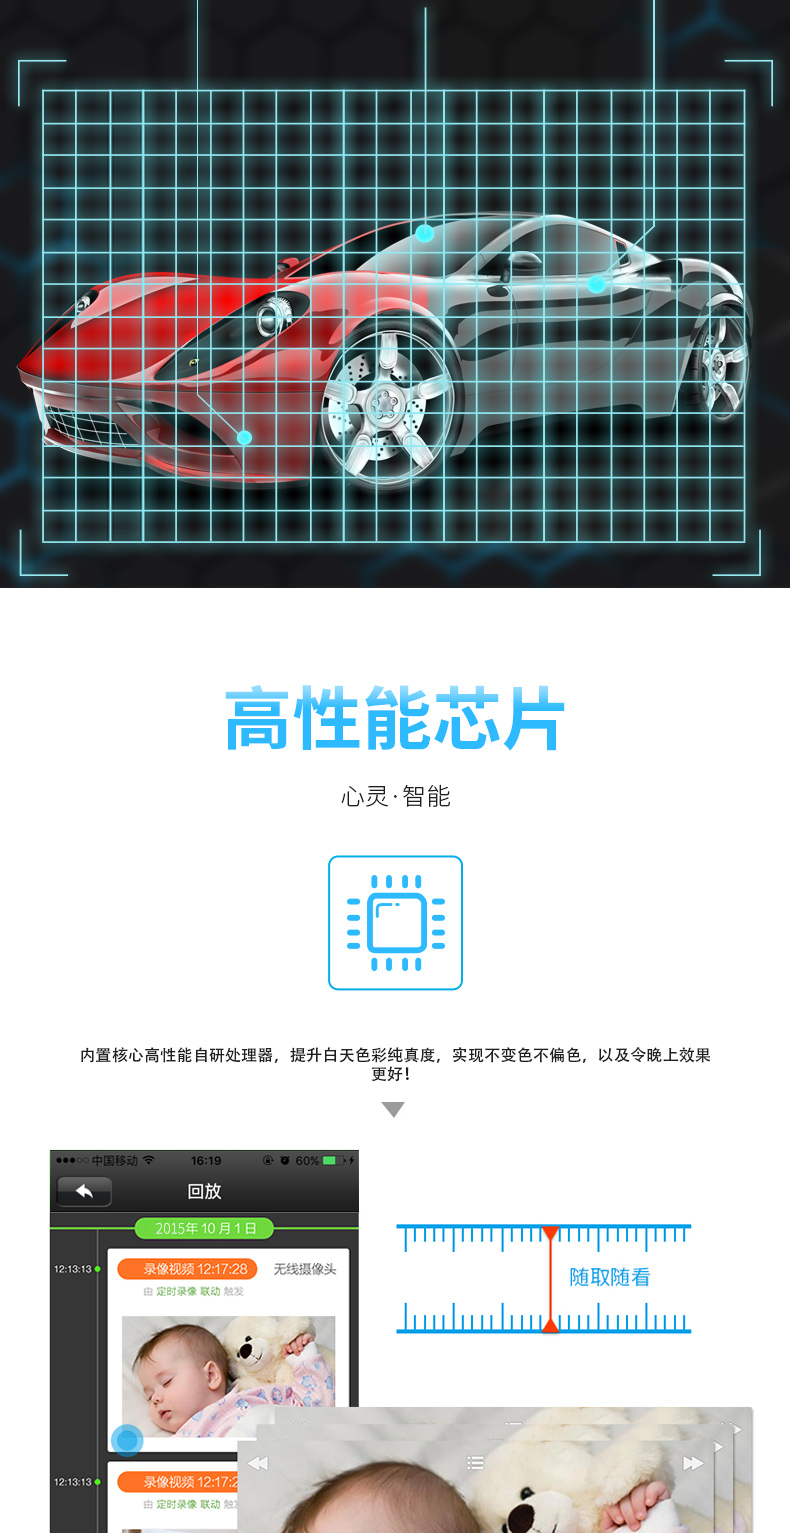 高性能芯片
心灵·智能
内置核心高性能自研处理器，提升白天色彩纯真度，实现不变色不偏色，以及令晚上效果
更好！
中国移动 16:19 60%
回放
2015年10月1日
12:13:13 录像视频 12:17:28 无线摄像头
由 定时录像 联动 触发
随取随看
12:13:13 录像视频 12:17:2
由 定时录像 联动